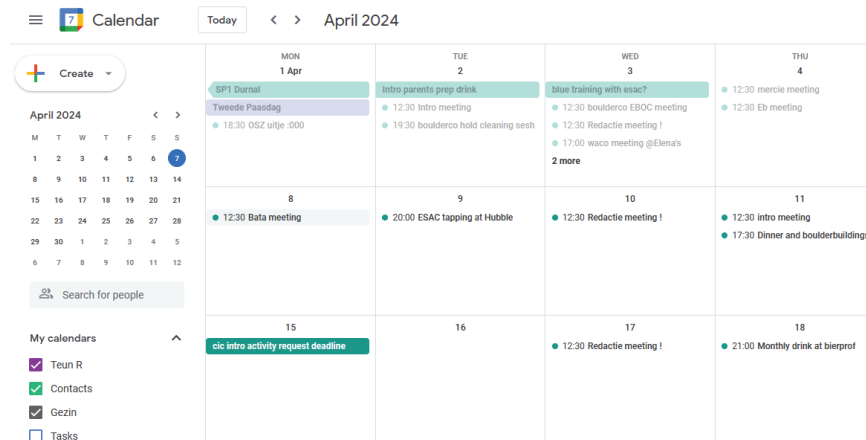 7 Calendar Today April 2024
Create
April 2024
M T W T F S S
1 2 3 4 5 6 7
8 9 10 11 12 13 14
15 16 17 18 19 20 21
22 23 24 25 26 27 28
29 30 1 2 3 4 5
6 7 8 9 10 11 12
Search for people
My calendars
Teun R
Contacts
Gezin
Tasks
MON TUE WED THU
1 Apr 2 3 4
SP1 Durnal
Tweede Paasdag
18:30 OSZ uitje :000
Intro parents prep drink
12:30 Intro meeting
19:30 boulderco hold cleaning sesh
blue training with esac?
12:30 boulderco EBOC meeting
12:30 Redactie meeting !
17:00 waco meeting @Elena's
2 more
12:30 mercie meeting
12:30 Eb meeting
8 9 10 11
12:30 Bata meeting
20:00 ESAC tapping at Hubble
12:30 Redactie meeting !
12:30 intro meeting
17:30 Dinner and boulderbuildings
15 16 17 18
cic intro activity request deadline
12:30 Redactie meeting !
21:00 Monthly drink at bierprof